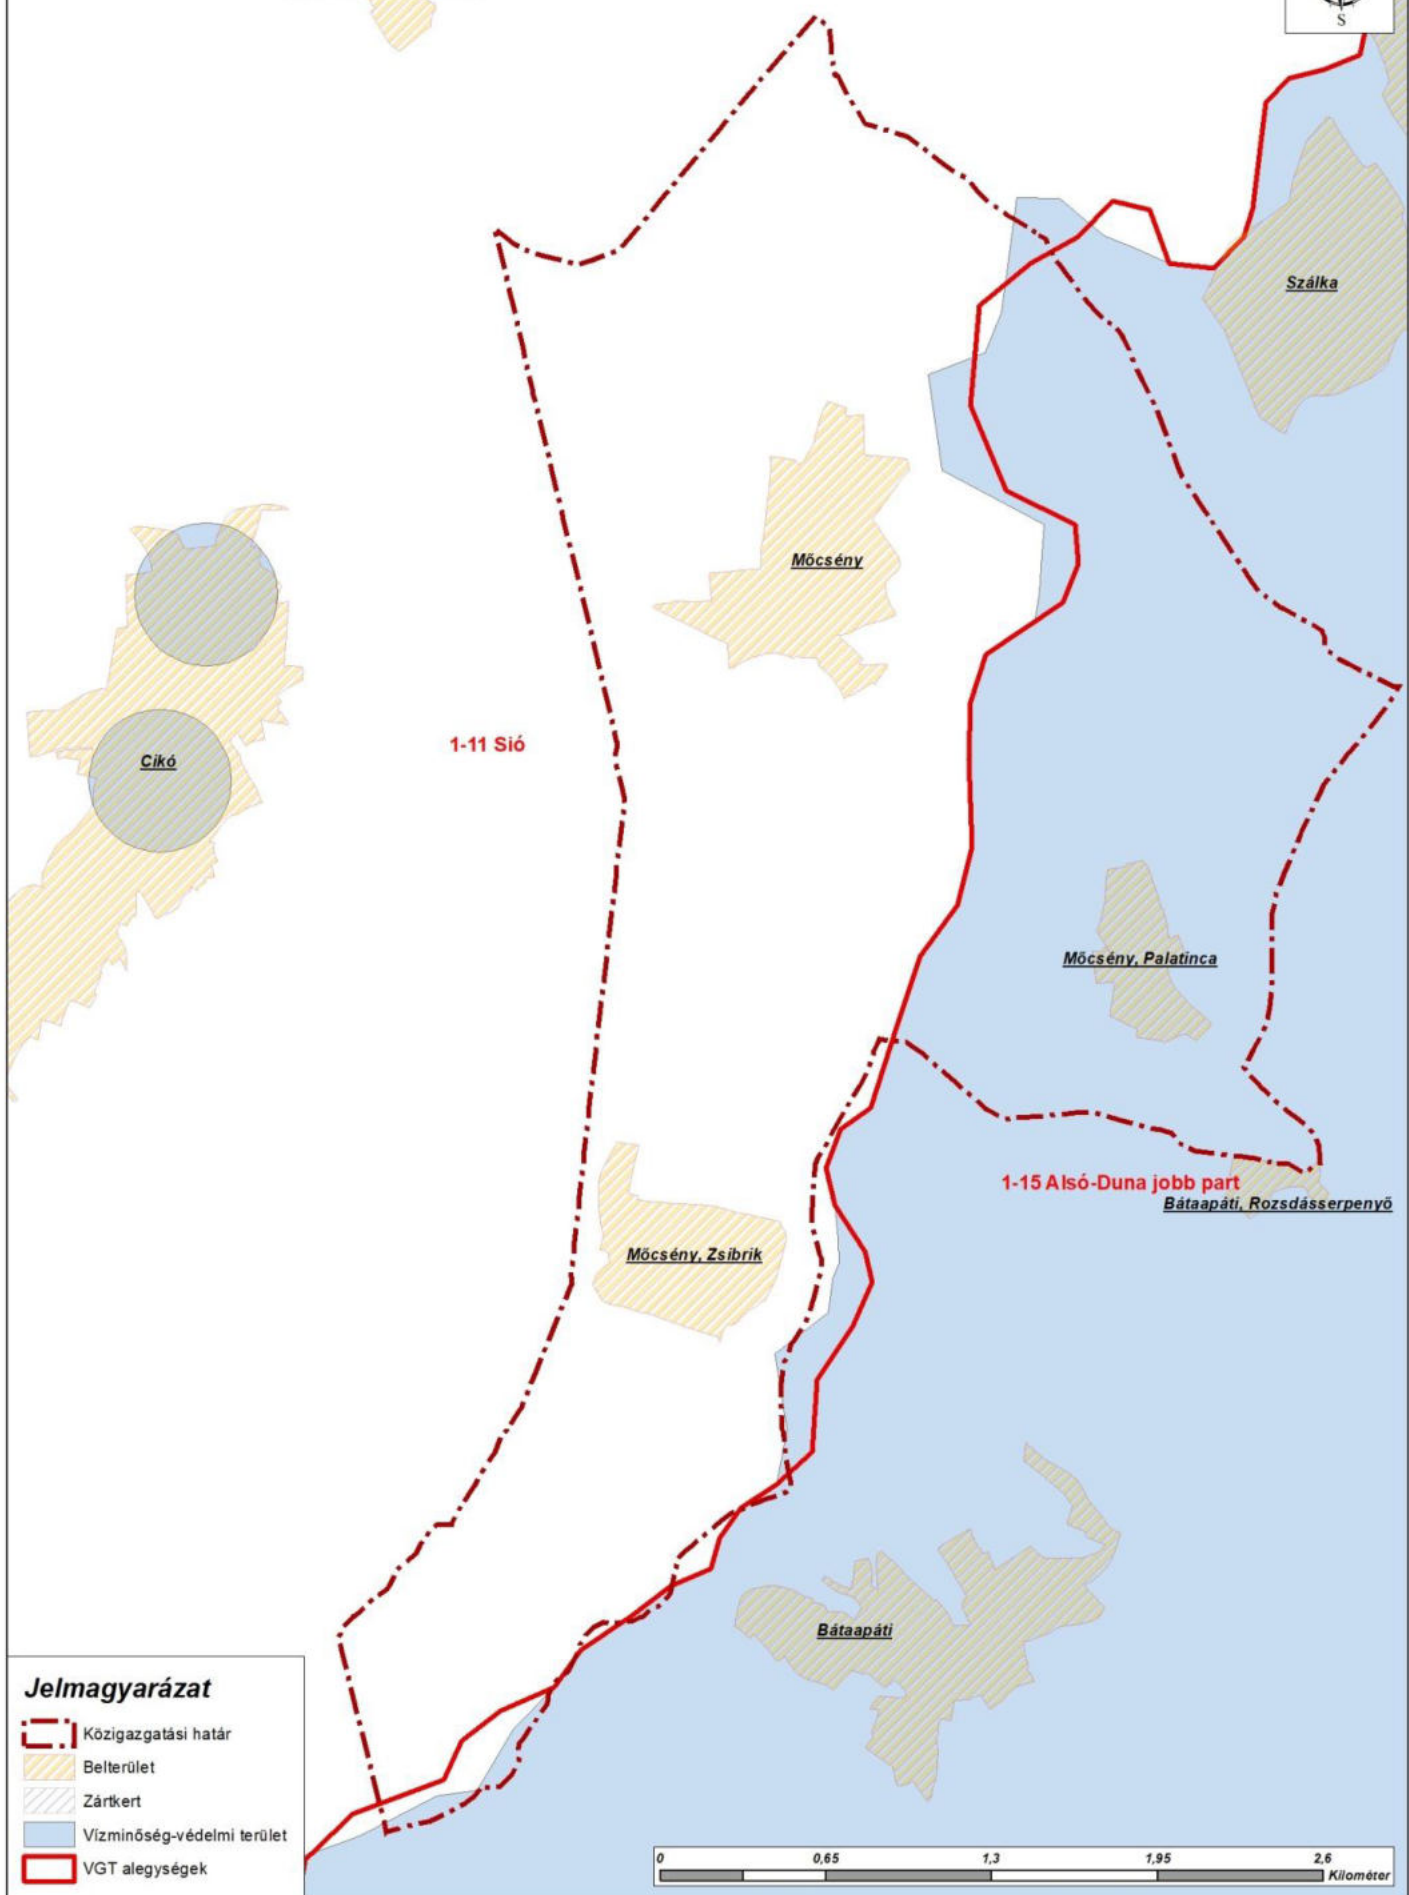 S
Szálka
Mőcsény
1-11 Sió
Cikó
Mőcsény, Palatinca
1-15 Alsó-Duna jobb part
Bátaapáti, Rozsdásserpenyő
Mőcsény, Zsibrik
Bátaapáti
Jelmagyarázat
Közigazgatási határ
Belterület
Zártkert
Vízminőség-védelmi terület
VGT alegységek
0 0,65 1,3 1,95 2,6
Kilométer